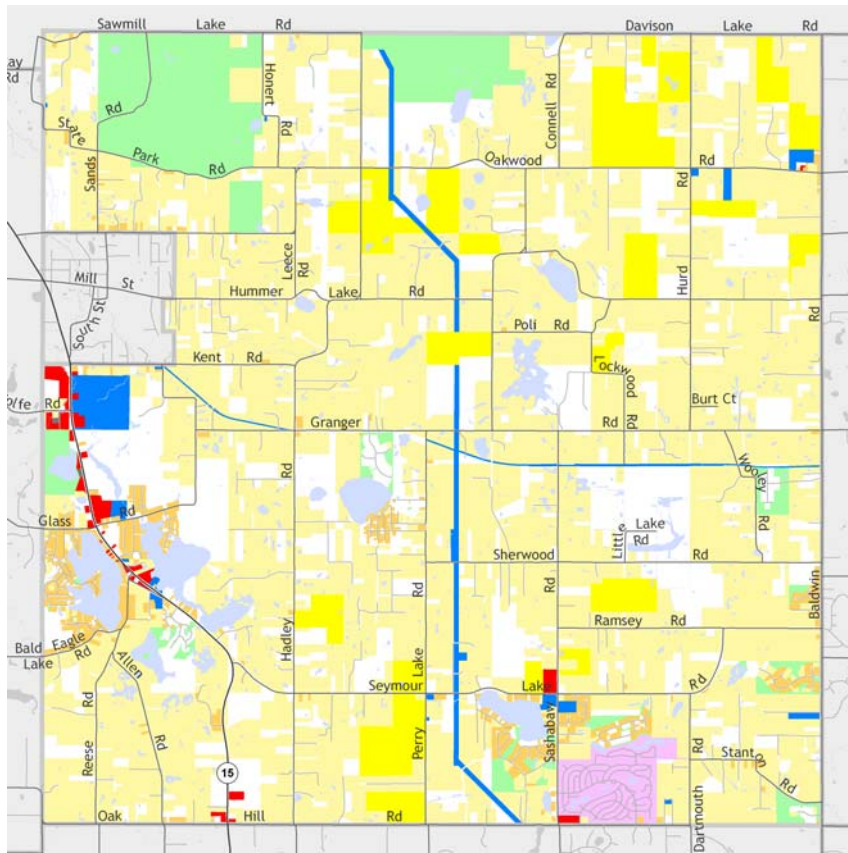 Sawmill Lake Rd
Davison Lake Rd
ay
Rd
Honert
Rd
Connell Rd
State Park Rd
Rd
Sands
Oakwood Rd
Rd
Leece
Rd
Hurd
Mill St
South St
Hummer Lake Rd
Rd
Poli Rd
Kent Rd
Lockwood
Rd
olfe Rd
Burt Ct
Granger Rd
Rd
Wooley
Rd
Glass Rd
Little
Lake
Rd
Sherwood Rd
Rd
Rd
Baldwin
Ramsey Rd
Hadley
Bald Eagle
Lake Rd
Allen
Rd
Lake
Perry
Seymour Lake Rd
Rd
Reese
Sashabaw
Rd
Stanton
Rd
15
Oak Hill Rd
Dartmouth